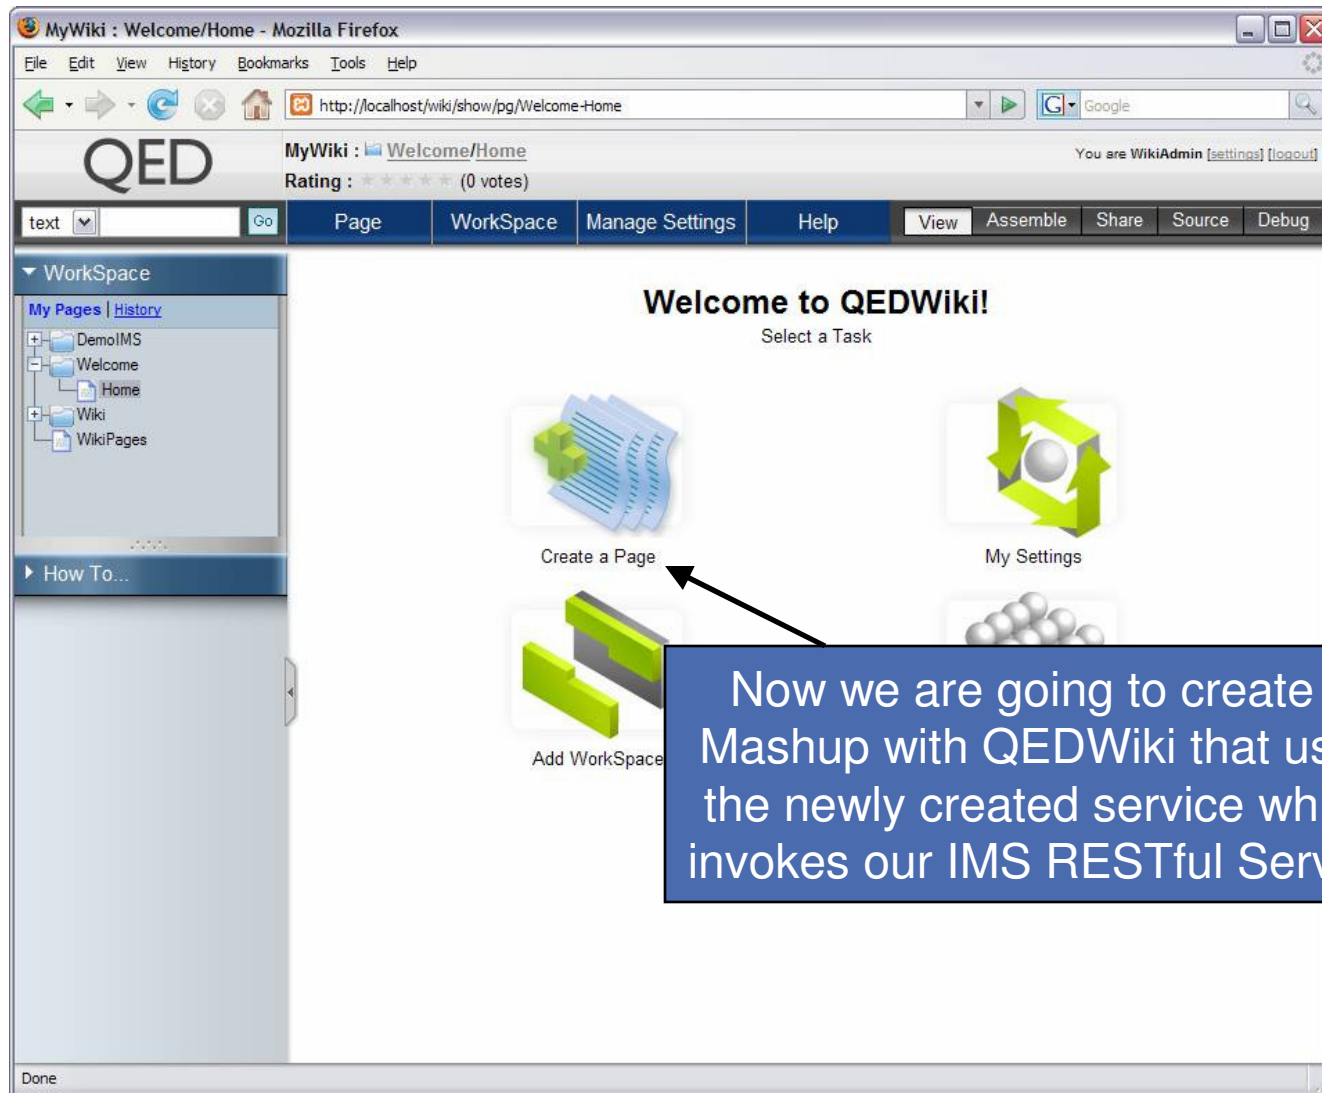 MyWiki : Welcome/Home - Mozilla Firefox
File Edit View History Bookmarks Tools Help
http://localhost/wiki/show/pg/Welcome-Home
G Google
QED
MyWiki : Welcome/Home
You are WikiAdmin [settings] [logout]
Rating : (0 votes)
text Go Page WorkSpace Manage Settings Help View Assemble Share Source Debug
WorkSpace
My Pages | History
DemoIMS
Welcome
Home
Wiki
WikiPages
How To...
Welcome to QEDWiki!
Select a Task
Create a Page
My Settings
Add WorkSpace
Now we are going to create
Mashup with QEDWiki that us
the newly created service wh
invokes our IMS RESTful Serv
Done